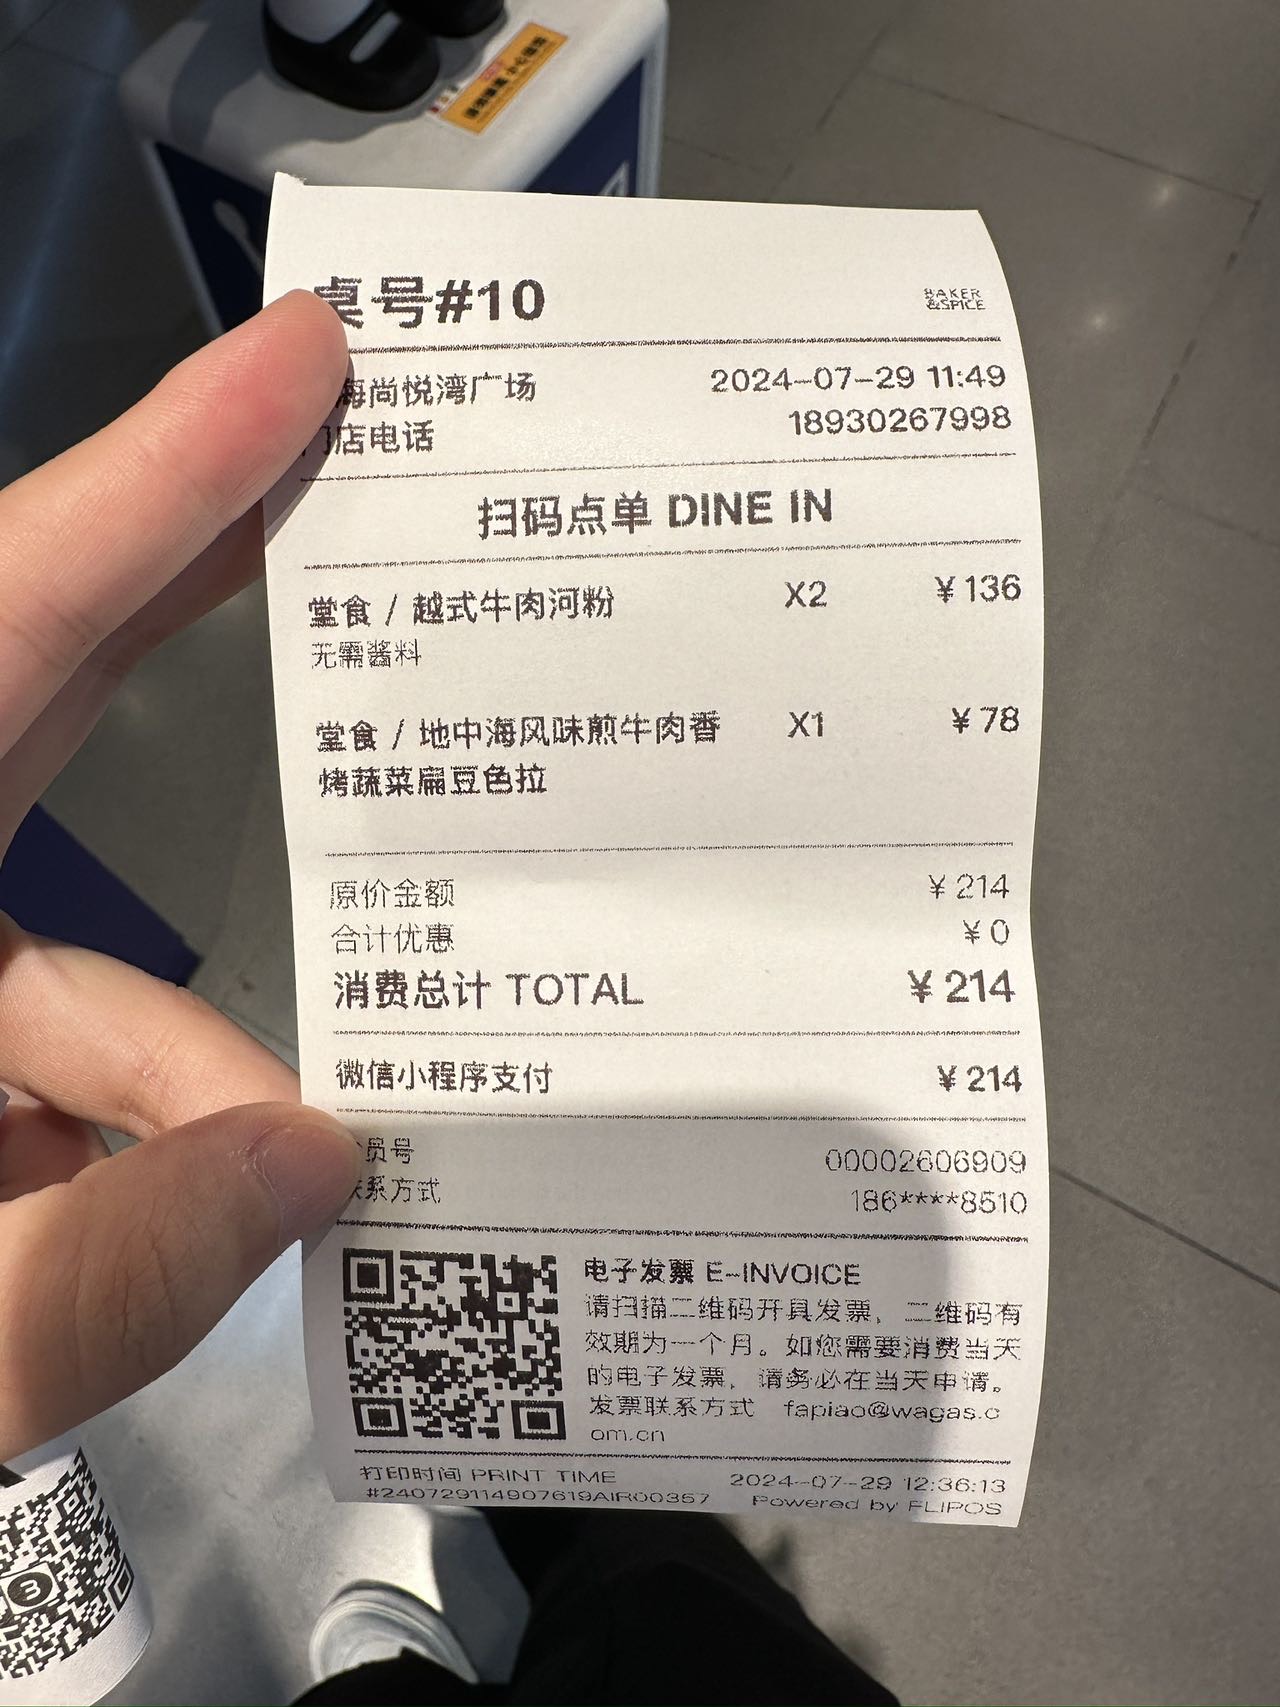 桌号#10
BAKER
&SPICE
海尚悦湾广场 2024-07-29 11:49
门店电话 18930267998
扫码点单 DINE IN
堂食 / 越式牛肉河粉 X2 ¥136
无需酱料
堂食 / 地中海风味煎牛肉香 X1 ¥78
烤蔬菜扁豆色拉
原价金额 ¥214
合计优惠 ¥0
消费总计 TOTAL ¥214
微信小程序支付 ¥214
员号 00002606909
联系方式 186****8510
电子发票 E-INVOICE
请扫描二维码开具发票，二维码有
效期为一个月。如您需要消费当天
的电子发票，请务必在当天申请。
发票联系方式 fapiao@wagas.c
om.cn
打印时间 PRINT TIME 2024-07-29 12:36:13
#240729114907619AIR00357 Powered by FLIPOS